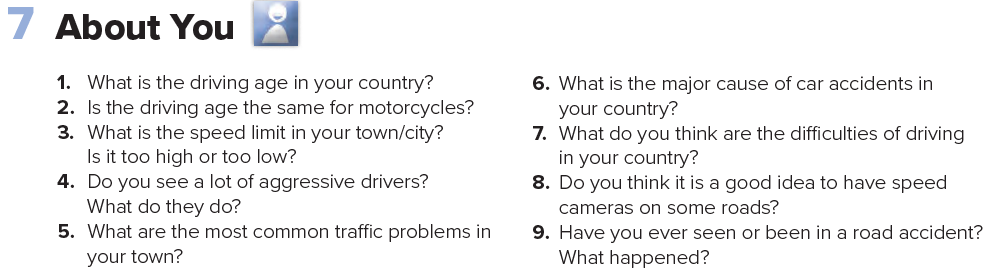 7 About You
1. What is the driving age in your country?
2. Is the driving age the same for motorcycles?
3. What is the speed limit in your town/city?
Is it too high or too low?
4. Do you see a lot of aggressive drivers?
What do they do?
5. What are the most common traffic problems in
your town?
6. What is the major cause of car accidents in
your country?
7. What do you think are the difficulties of driving
in your country?
8. Do you think it is a good idea to have speed
cameras on some roads?
9. Have you ever seen or been in a road accident?
What happened?